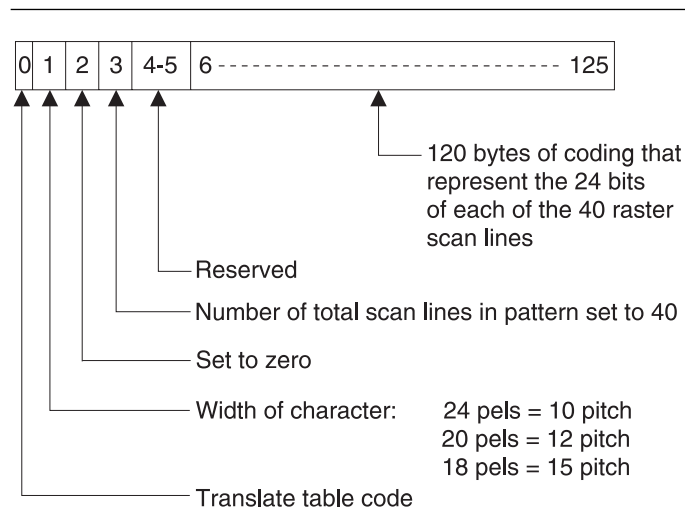 0 1 2 3 4-5 6 ---------------------------------- 125
120 bytes of coding that
represent the 24 bits
of each of the 40 raster
scan lines
Reserved
Number of total scan lines in pattern set to 40
Set to zero
Width of character: 24 pels = 10 pitch
20 pels = 12 pitch
18 pels = 15 pitch
Translate table code